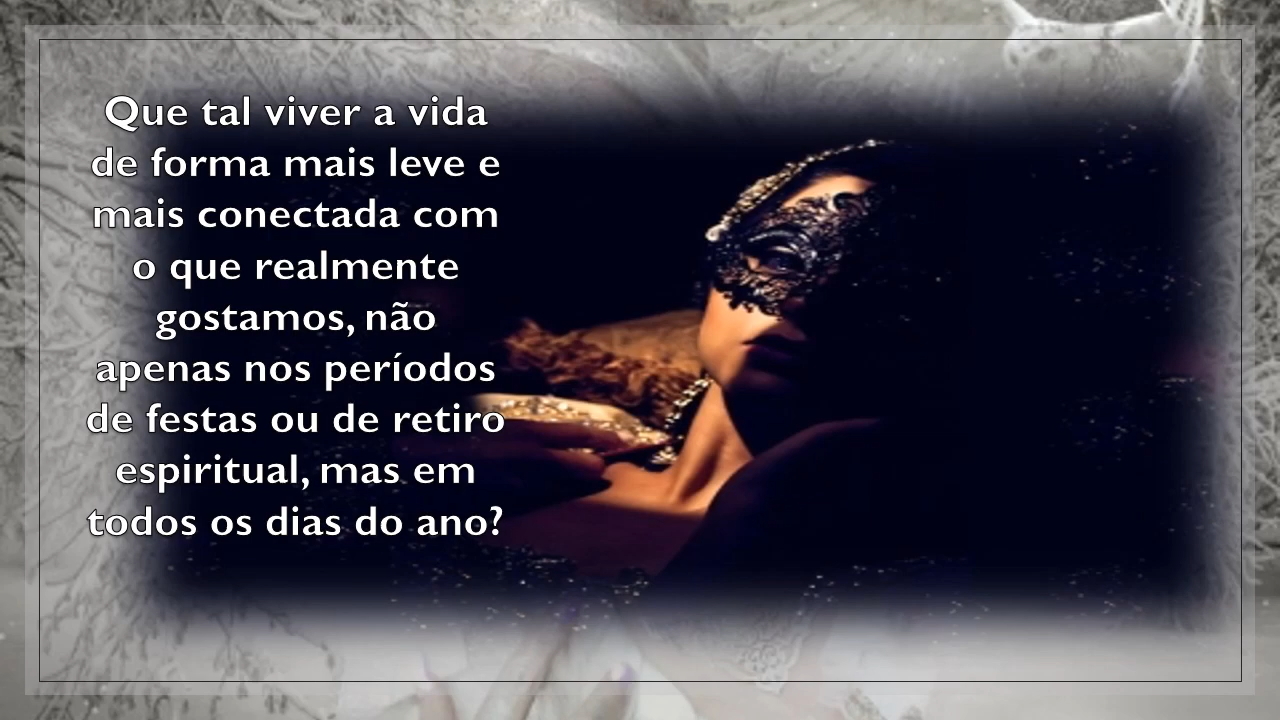 Que tal viver a vida
de forma mais leve e
mais conectada com
o que realmente
gostamos, não
apenas nos períodos
de festas ou de retiro
espiritual, mas em
todos os dias do ano?